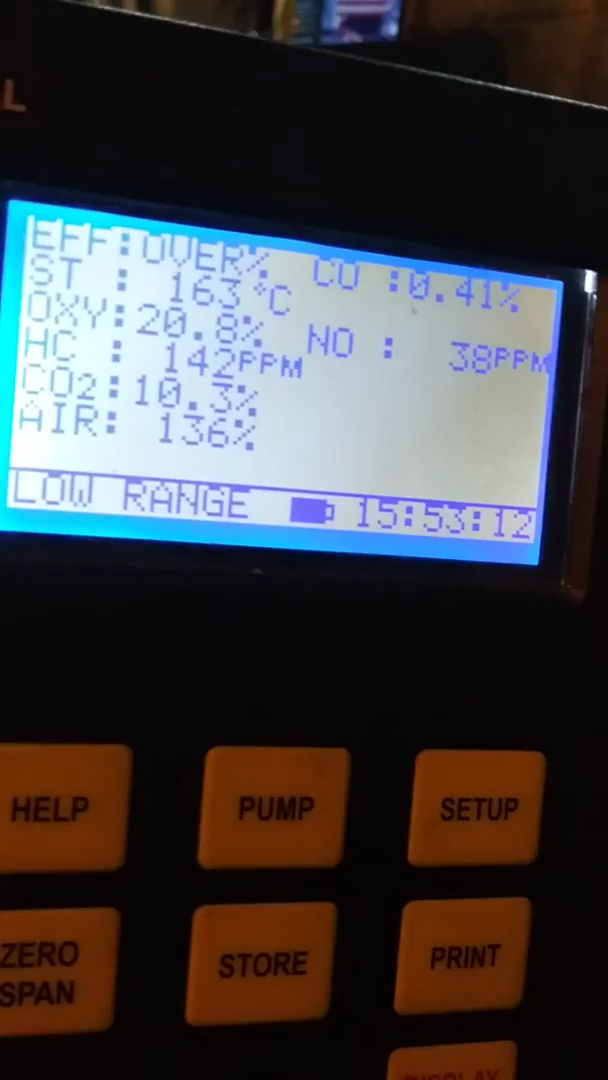 L
EFF:OVER% CO :0.41%
ST : 163°C
OXY:20.8% NO : 38PPM
HC : 142PPM
CO2:10.3%
AIR: 136%
LOW RANGE 15:53:12
HELP PUMP SETUP
ZERO SPAN STORE PRINT
DISPLAY